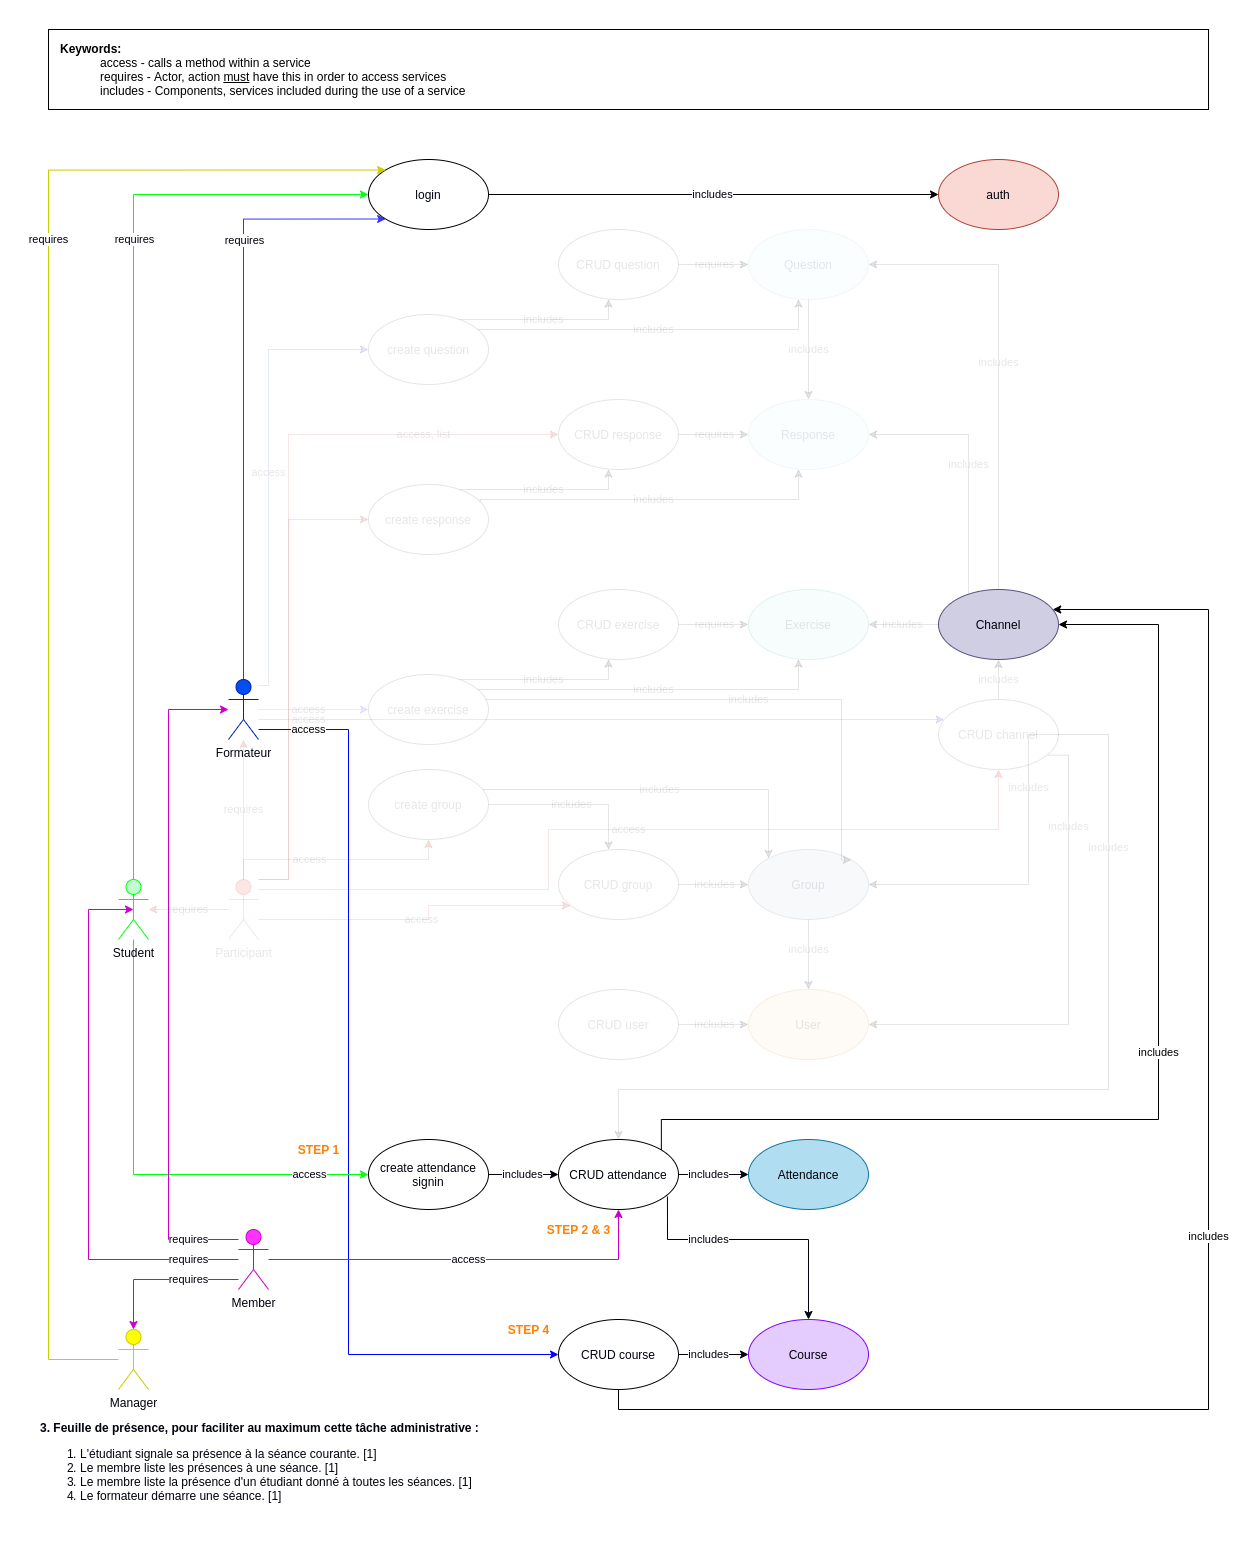 Keywords:
access - calls a method within a service
requires - Actor, action must have this in order to access services
includes - Components, services included during the use of a service
login
includes
auth
requires
requires
requires
CRUD question
requires
Question
includes
includes
create question
includes
includes
access, list
CRUD response
requires
Response
includes
access
includes
includes
create response
CRUD exercise
requires
Exercise
includes
Channel
includes
includes
includes
includes
create exercise
access
access
access
Formateur
CRUD channel
includes
create group
includes
includes
requires
access
includes
includes
access
CRUD group
includes
Group
requires
access
Student
Participant
includes
CRUD user
includes
User
includes
STEP 1
access
create attendance
signin
includes
CRUD attendance
includes
Attendance
STEP 2 & 3
requires
includes
includes
requires
access
requires
Member
STEP 4
CRUD course
includes
Course
Manager
3. Feuille de présence, pour faciliter au maximum cette tâche administrative :
1. L'étudiant signale sa présence à la séance courante. [1]
2. Le membre liste les présences à une séance. [1]
3. Le membre liste la présence d'un étudiant donné à toutes les séances. [1]
4. Le formateur démarre une séance. [1]